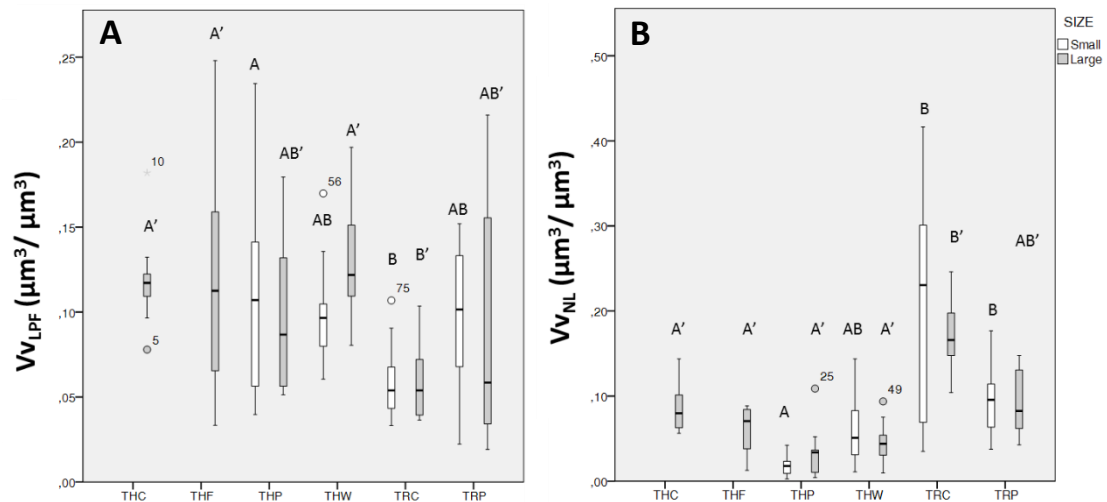 A
Vv_LPF (µm³/ µm³)
,25
,20
,15
,10
,05
,00
A’
A
AB’
A’
AB’
10
A’
5
56
AB
AB
B
B’
75
THC THF THP THW TRC TRP
B
Vv_NL (µm³/ µm³)
,50
,40
,30
,20
,10
,00
B
B’
AB’
A’
A’
A’
AB
A’
B
25
49
A
THC THF THP THW TRC TRP
SIZE
Small
Large